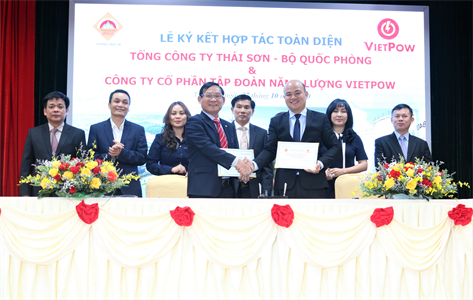 LỄ KÝ KẾT HỢP TÁC TOÀN DIỆN
TỔNG CÔNG TY THÁI SƠN - BỘ QUỐC PHÒNG
&
CÔNG TY CỔ PHẦN TẬP ĐOÀN NĂNG LƯỢNG VIETPOW
VIETPOW